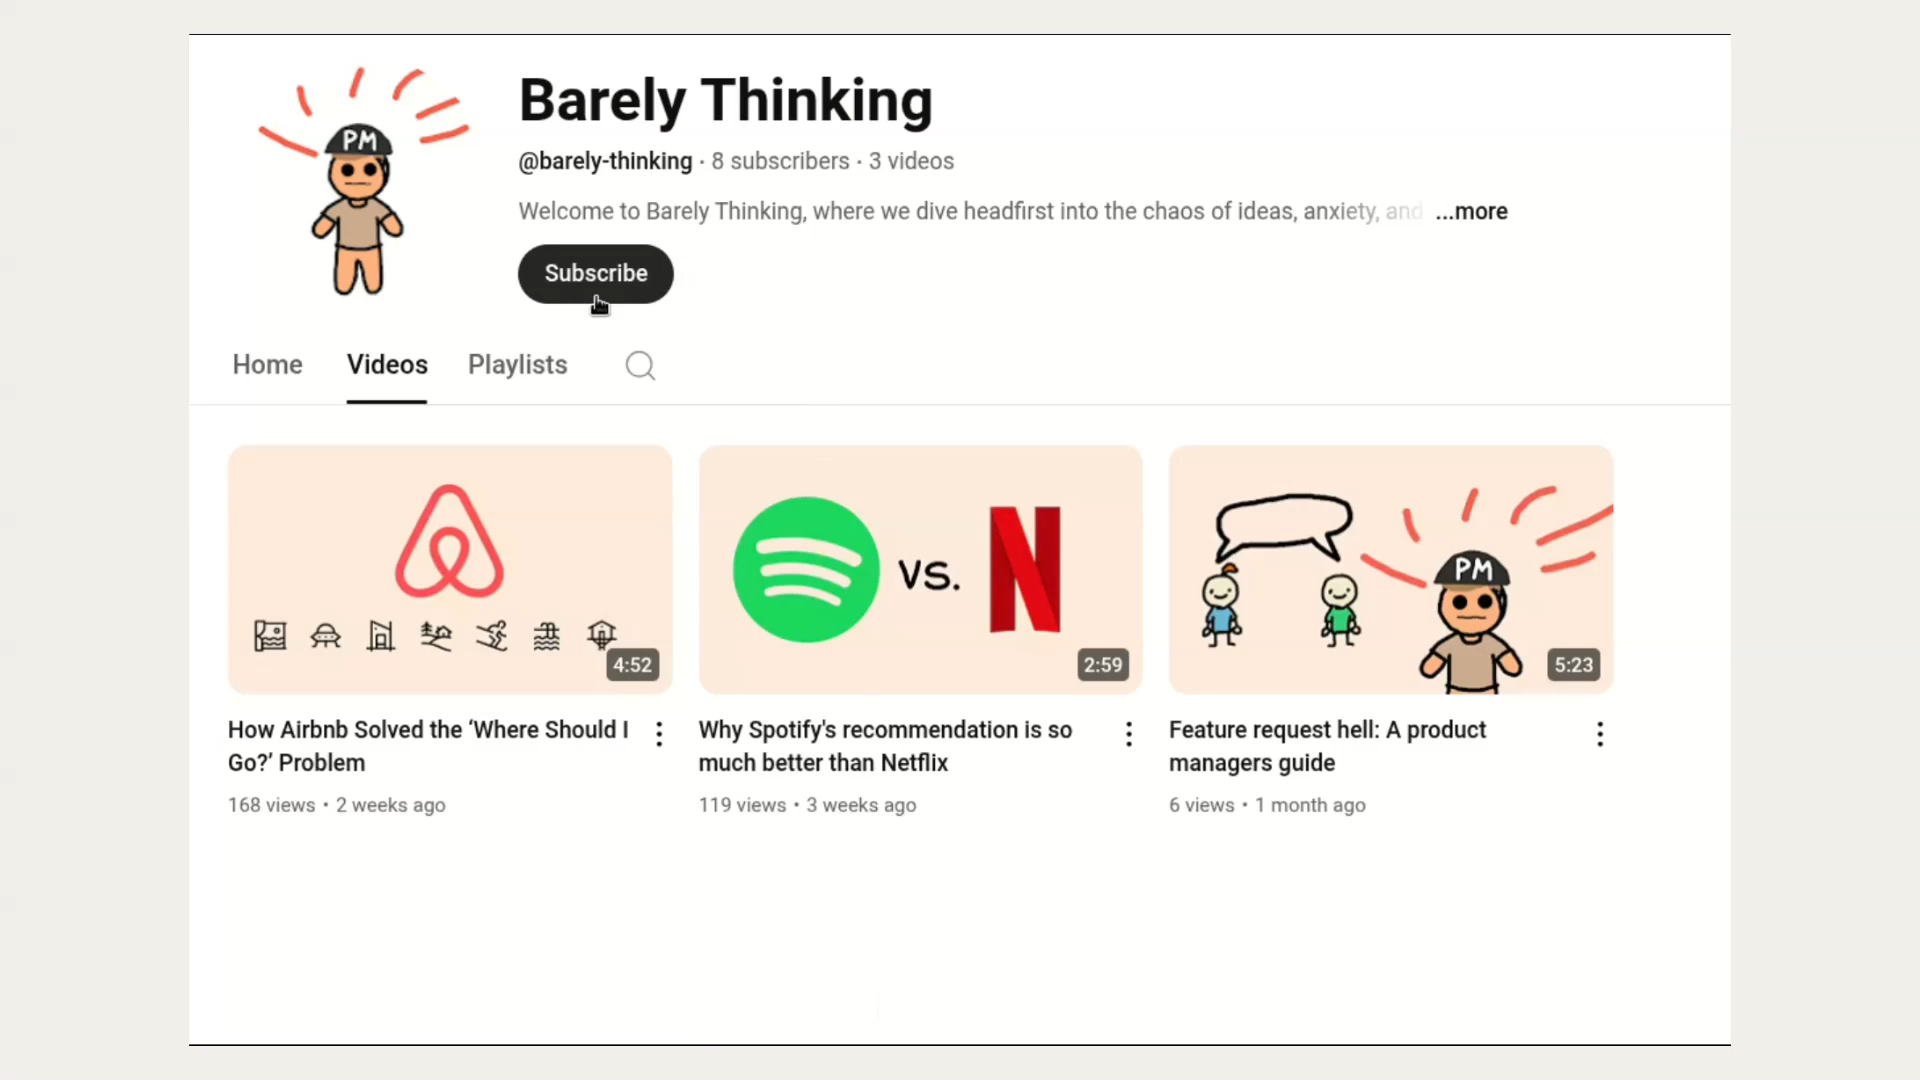 PM
Barely Thinking
@barely-thinking · 8 subscribers · 3 videos
Welcome to Barely Thinking, where we dive headfirst into the chaos of ideas, anxiety, and ...more
Subscribe
Home Videos Playlists
4:52
How Airbnb Solved the ‘Where Should I
Go?’ Problem
168 views • 2 weeks ago
vs. N
2:59
Why Spotify's recommendation is so
much better than Netflix
119 views • 3 weeks ago
PM
5:23
Feature request hell: A product
managers guide
6 views • 1 month ago